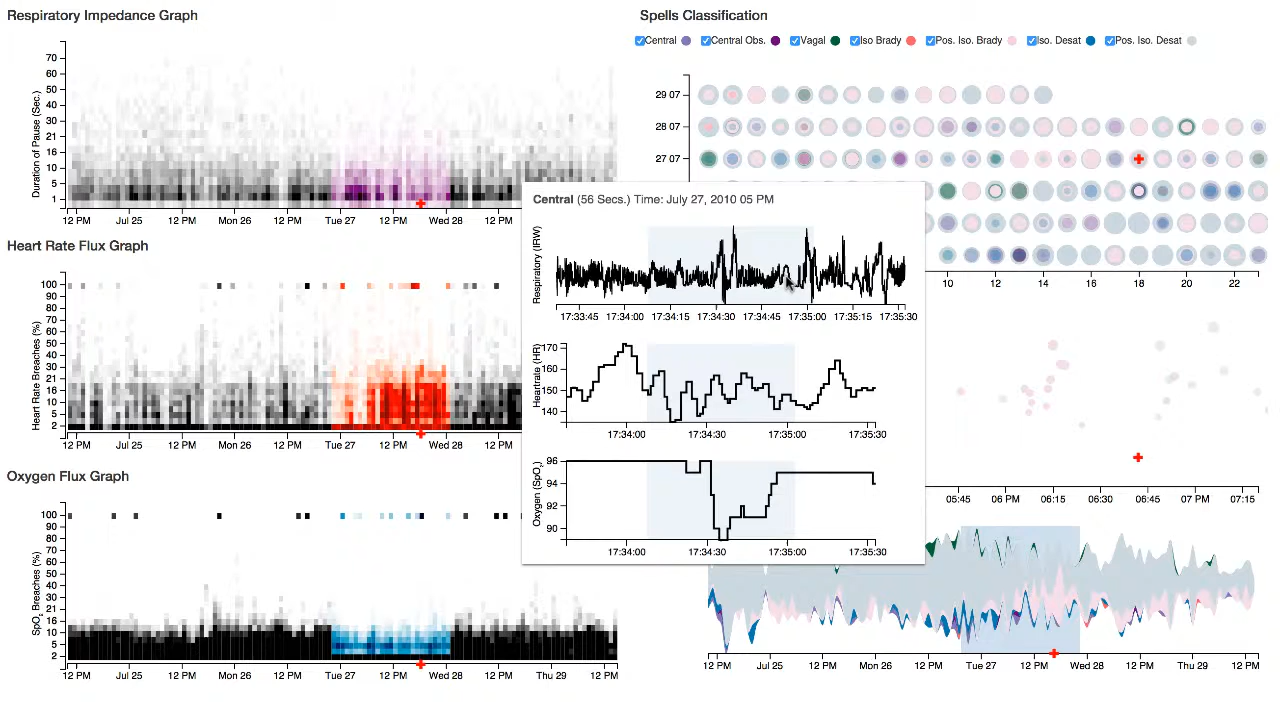 Respiratory Impedance Graph
Duration of Pause (Sec.)
70
60
50
40
30
21
16
10
5
1
12 PM Jul 25 12 PM Mon 26 12 PM Tue 27 12 PM Wed 28
Heart Rate Flux Graph
Heart Rate Breaches (%)
100
90
80
70
60
50
40
30
21
16
10
5
2
12 PM Jul 25 12 PM Mon 26 12 PM Tue 27 12 PM Wed 28
Oxygen Flux Graph
SpO₂ Breaches (%)
100
90
80
70
60
50
40
30
21
16
10
5
2
12 PM Jul 25 12 PM Mon 26 12 PM Tue 27 12 PM Wed 28 12 PM Thu 29 12 PM
Spells Classification
Central Central Obs. Vagal Iso Brady Pos. Iso. Brady Iso. Desat Pos. Iso. Desat
29 07
28 07
27 07
10 12 14 16 18 20 22
Central (56 Secs.) Time: July 27, 2010 05 PM
Respiratory (IRW)
17:33:45 17:34:00 17:34:15 17:34:30 17:34:45 17:35:00 17:35:15 17:35:30
Heartrate (HR)
170
160
150
140
17:34:00 17:34:30 17:35:00 17:35:30
Oxygen (SpO₂)
96
94
92
90
17:34:00 17:34:30 17:35:00 17:35:30
05:45 06 PM 06:15 06:30 06:45 07 PM 07:15
12 PM Jul 25 12 PM Mon 26 12 PM Tue 27 12 PM Wed 28 12 PM Thu 29 12 PM